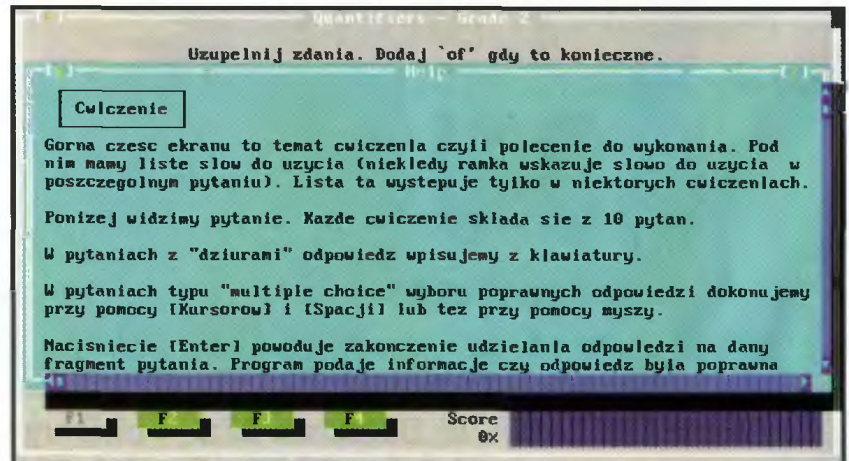 Quantifiers - Grade 2
Uzupelnij zdania. Dodaj `of' gdy to konieczne.
Help
Cwiczenie
Gorna czesc ekranu to temat cwiczenia czyli polecenie do wykonania. Pod
nim mamy liste slow do uzycia (niekiedy ramka wskazuje slowo do uzycia w
poszczegolnym pytaniu). Lista ta wystepuje tylko w niektorych cwiczeniach.
Ponizej widzimy pytanie. Kazde cwiczenie sklada sie z 10 pytan.
W pytaniach z "dziurami" odpowiedz wpisujemy z klawiatury.
W pytaniach typu "multiple choice" wyboru poprawnych odpowiedzi dokonujemy
przy pomocy [Kursorow] i [Spacji] lub tez przy pomocy myszy.
Nacisniecie [Enter] powoduje zakonczenie udzielania odpowiedzi na dany
fragment pytania. Program podaje informacje czy odpowiedz byla poprawna
F1 F2 F3 F4 Score
0%